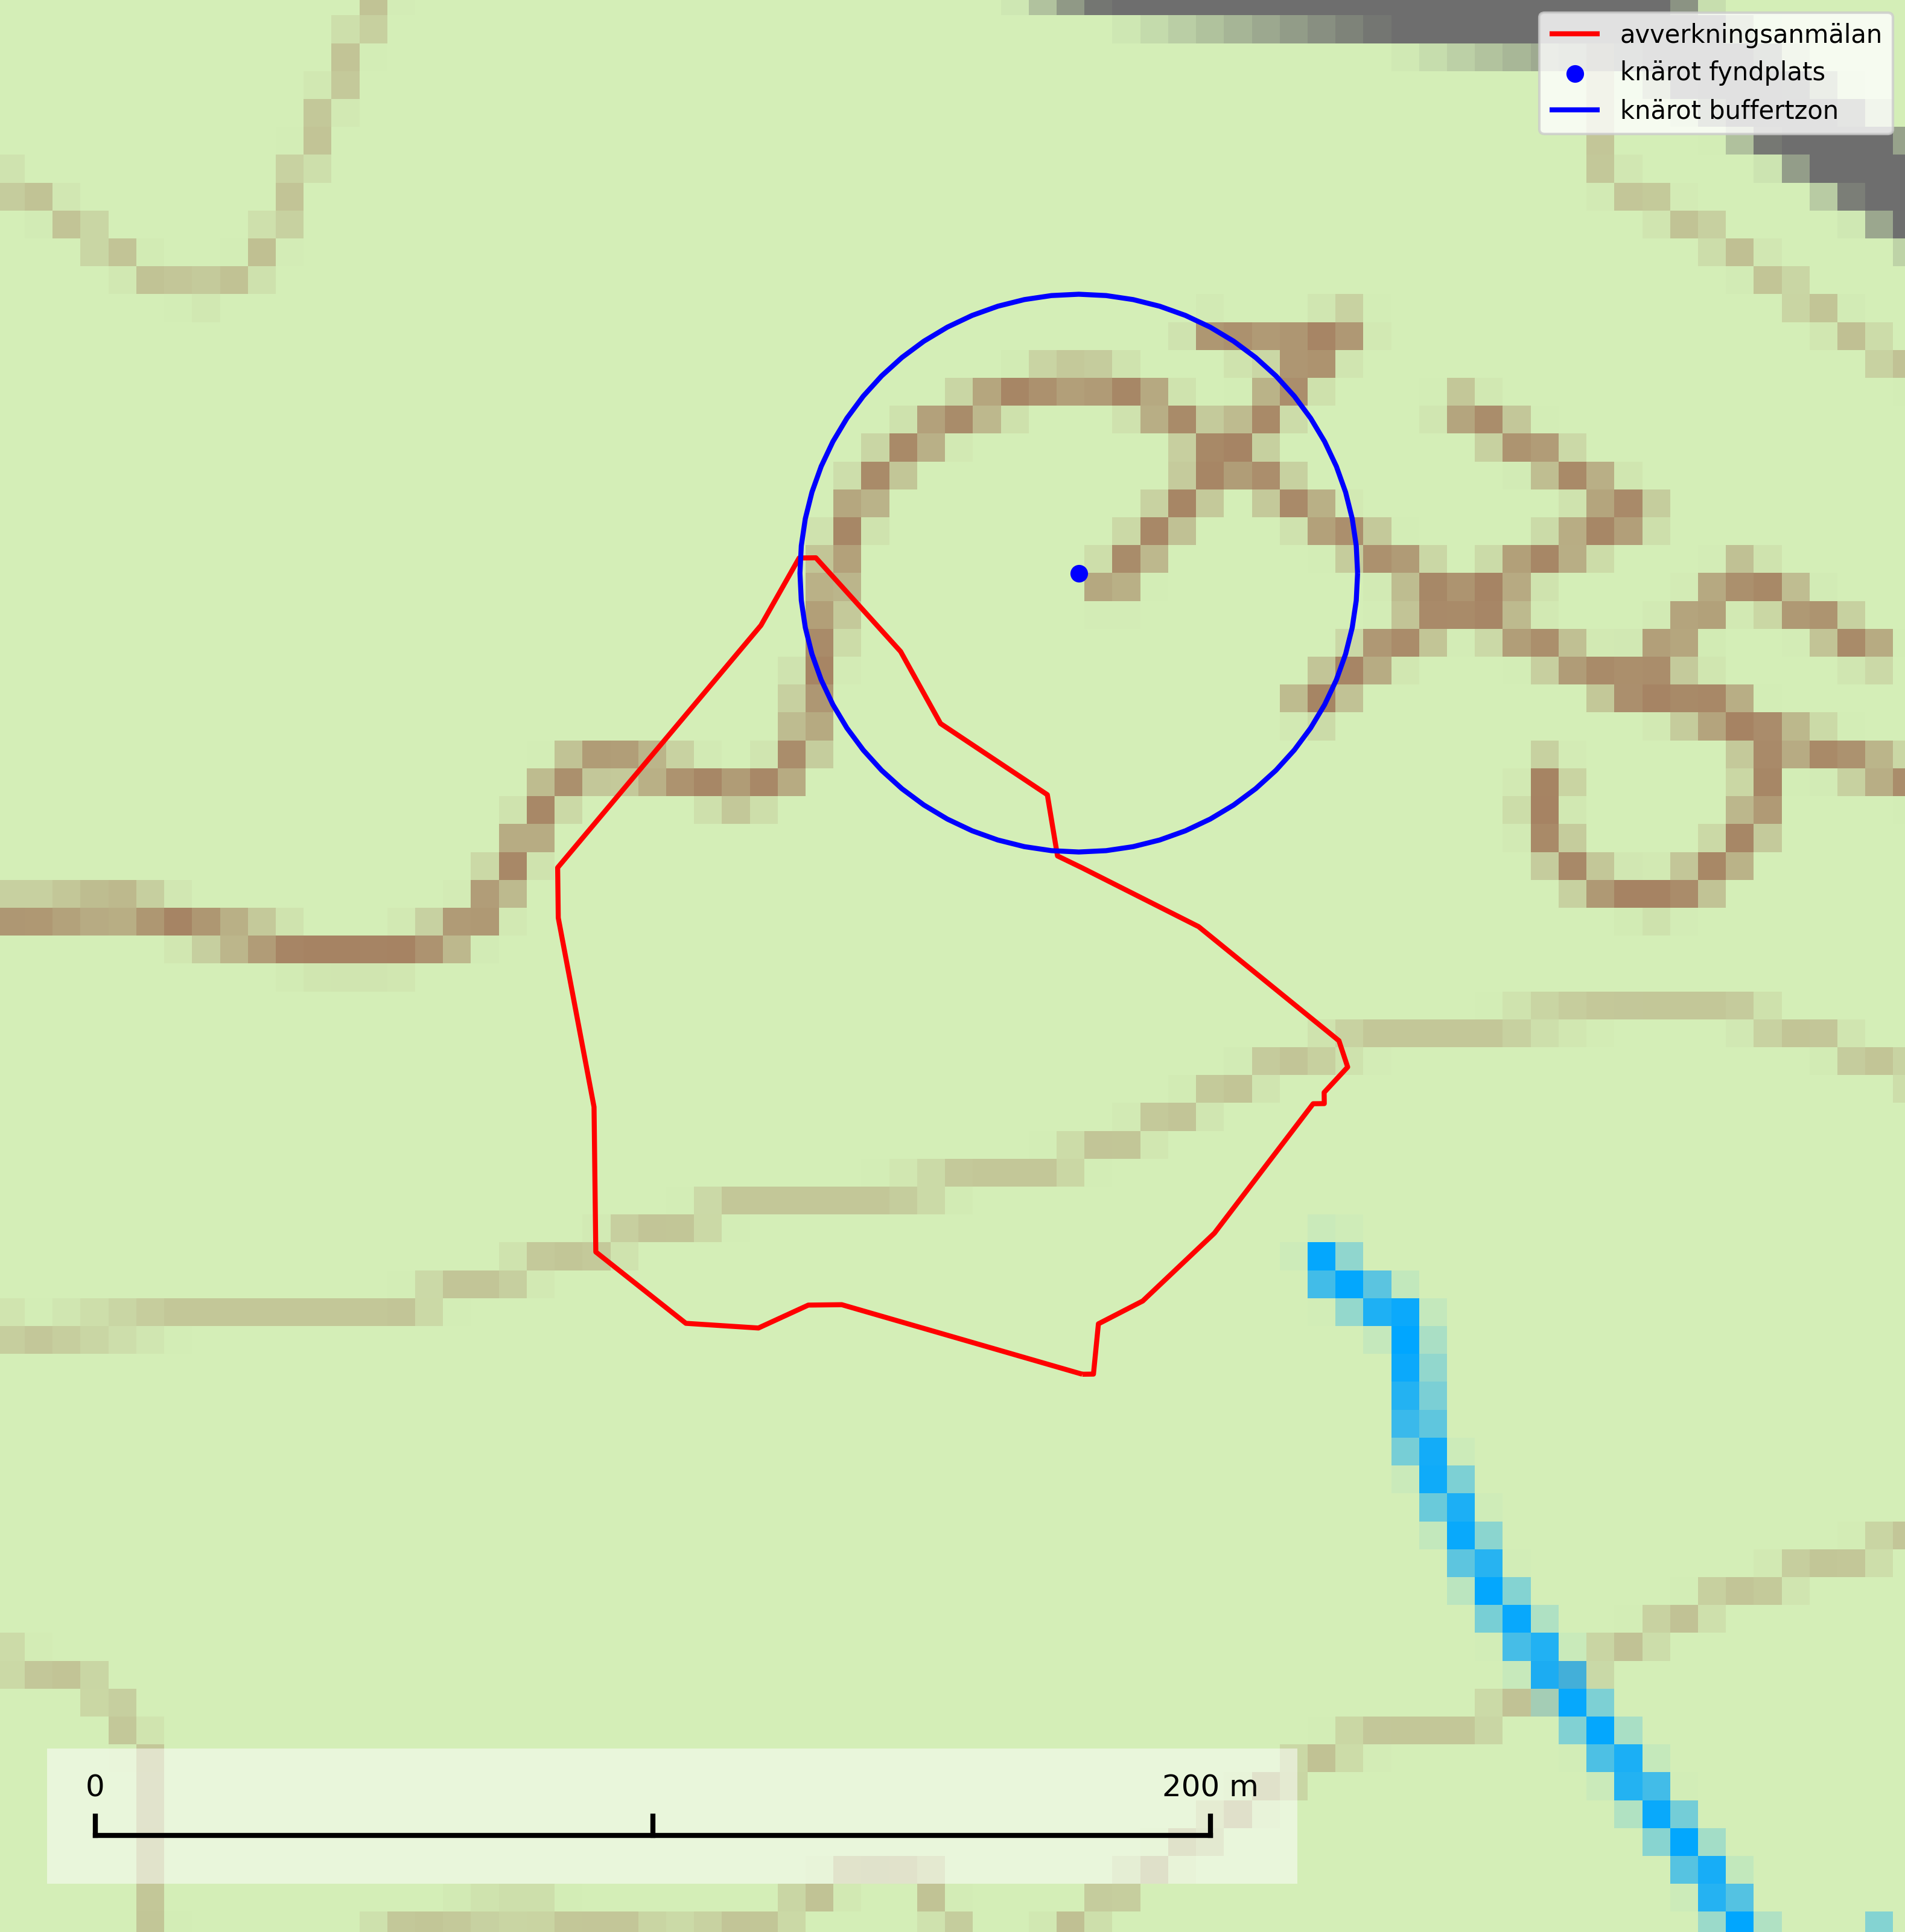 avverkningsanmälan
knärot fyndplats
knärot buffertzon
0 200 m